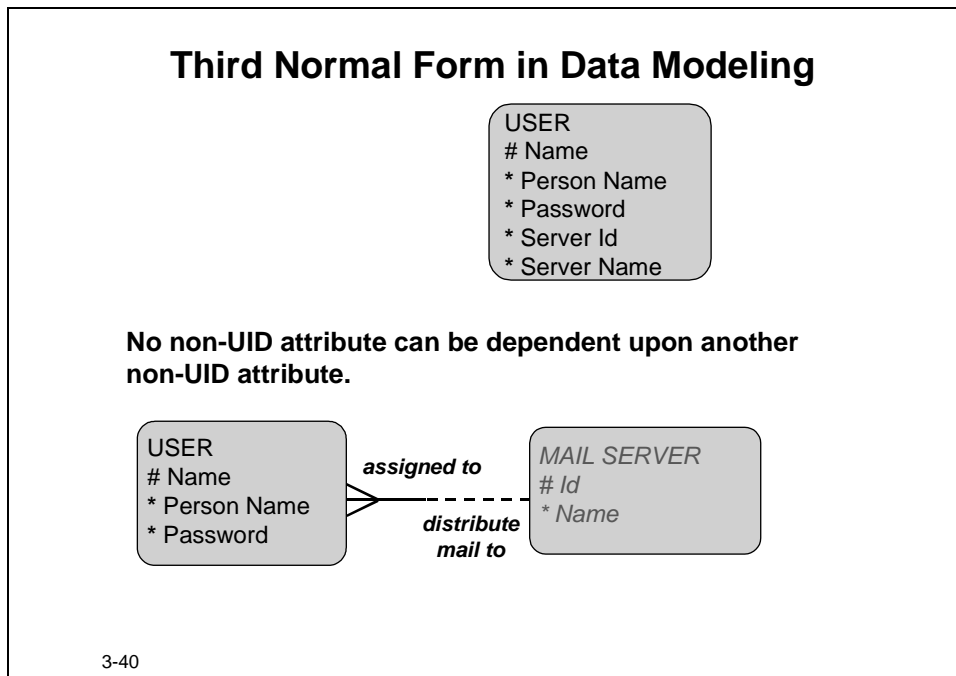 Third Normal Form in Data Modeling
USER
# Name
* Person Name
* Password
* Server Id
* Server Name
No non-UID attribute can be dependent upon another
non-UID attribute.
USER
# Name
* Person Name
* Password
assigned to
distribute
mail to
MAIL SERVER
# Id
* Name
3-40